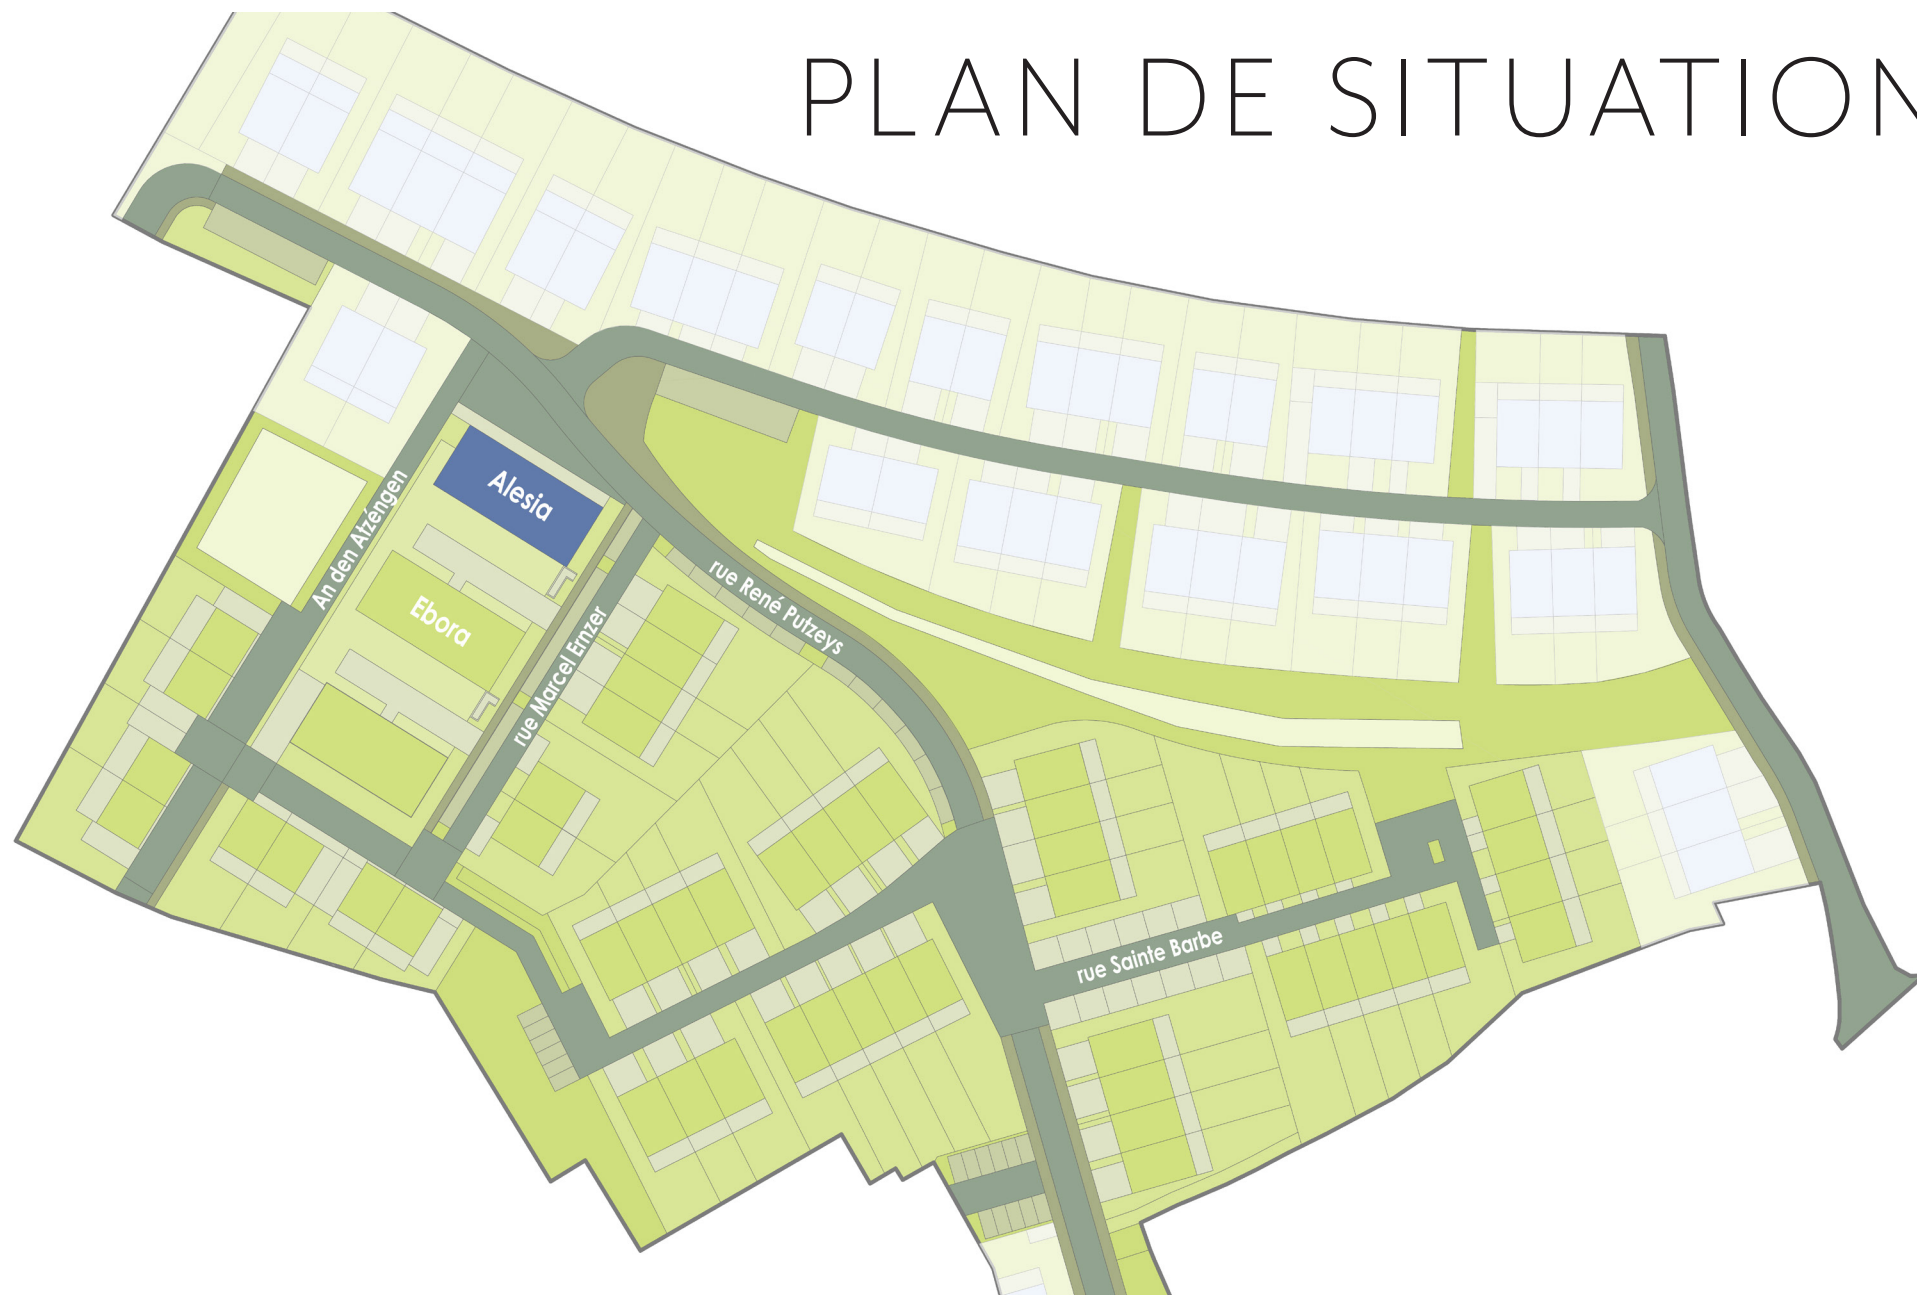 PLAN DE SITUATION
Alesia
An den Atzéngen
Ebora
rue René Putzeys
rue Marcel Ernzer
rue Sainte Barbe